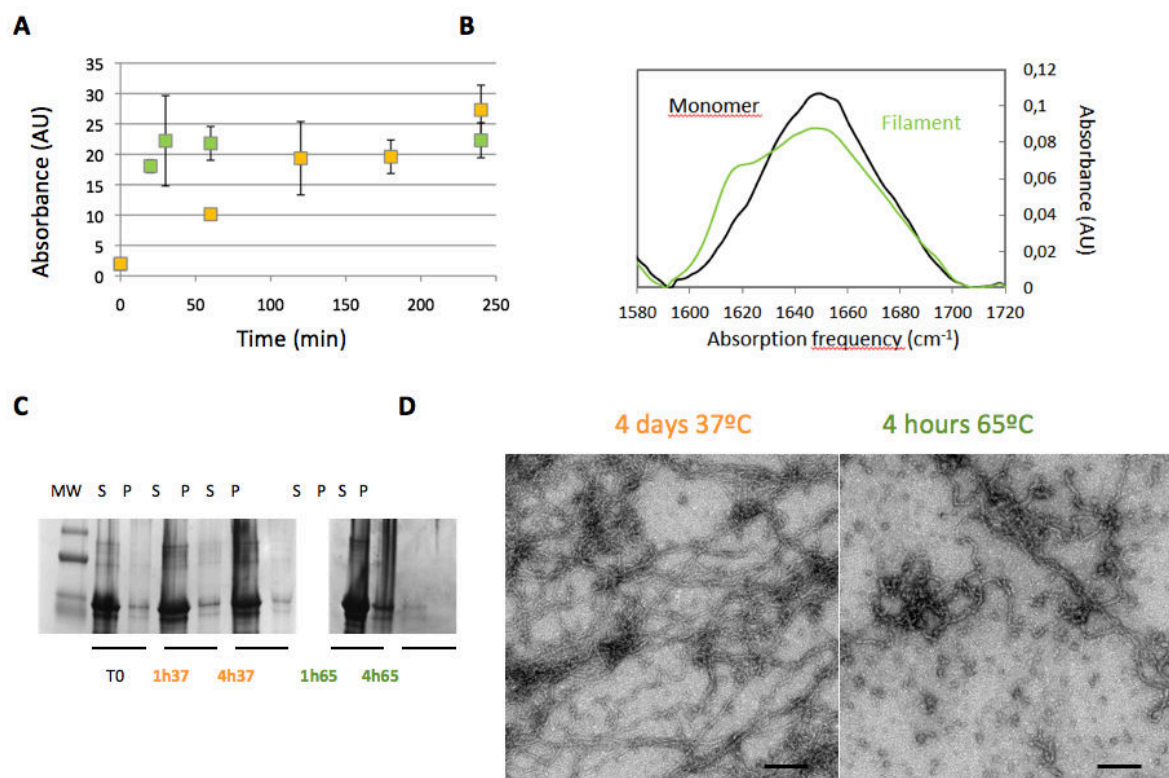 A
35
30
25
20
15
10
5
0
0 50 100 150 200 250
Absorbance (AU)
Time (min)
B
Monomer
Filament
0,12
0,1
0,08
0,06
0,04
0,02
0
1580 1600 1620 1640 1660 1680 1700 1720
Absorption frequency (cm-1)
Absorbance (AU)
C
MW S P S P S P S P S P
T0 1h37 4h37 1h65 4h65
D
4 days 37ºC 4 hours 65ºC